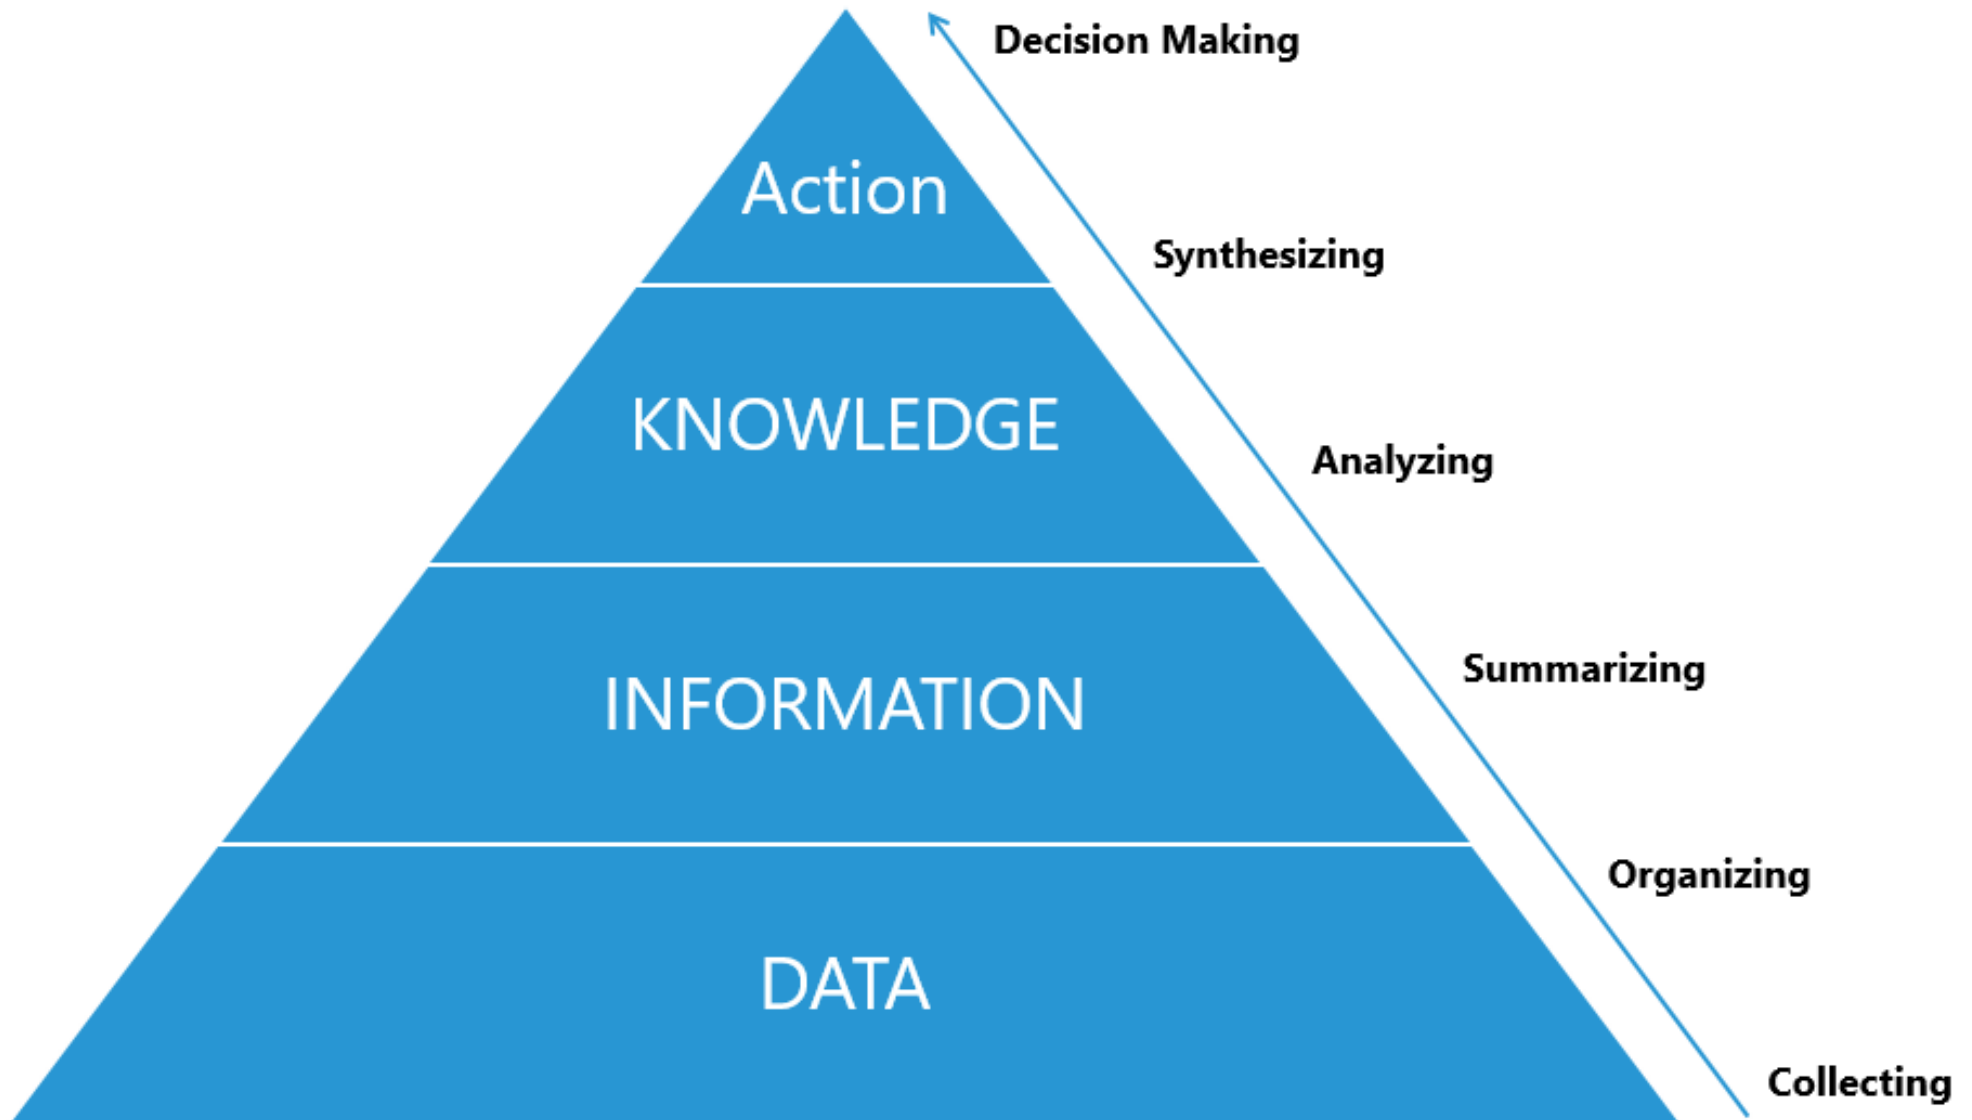 Decision Making
Action
Synthesizing
KNOWLEDGE
Analyzing
Summarizing
INFORMATION
Organizing
DATA
Collecting